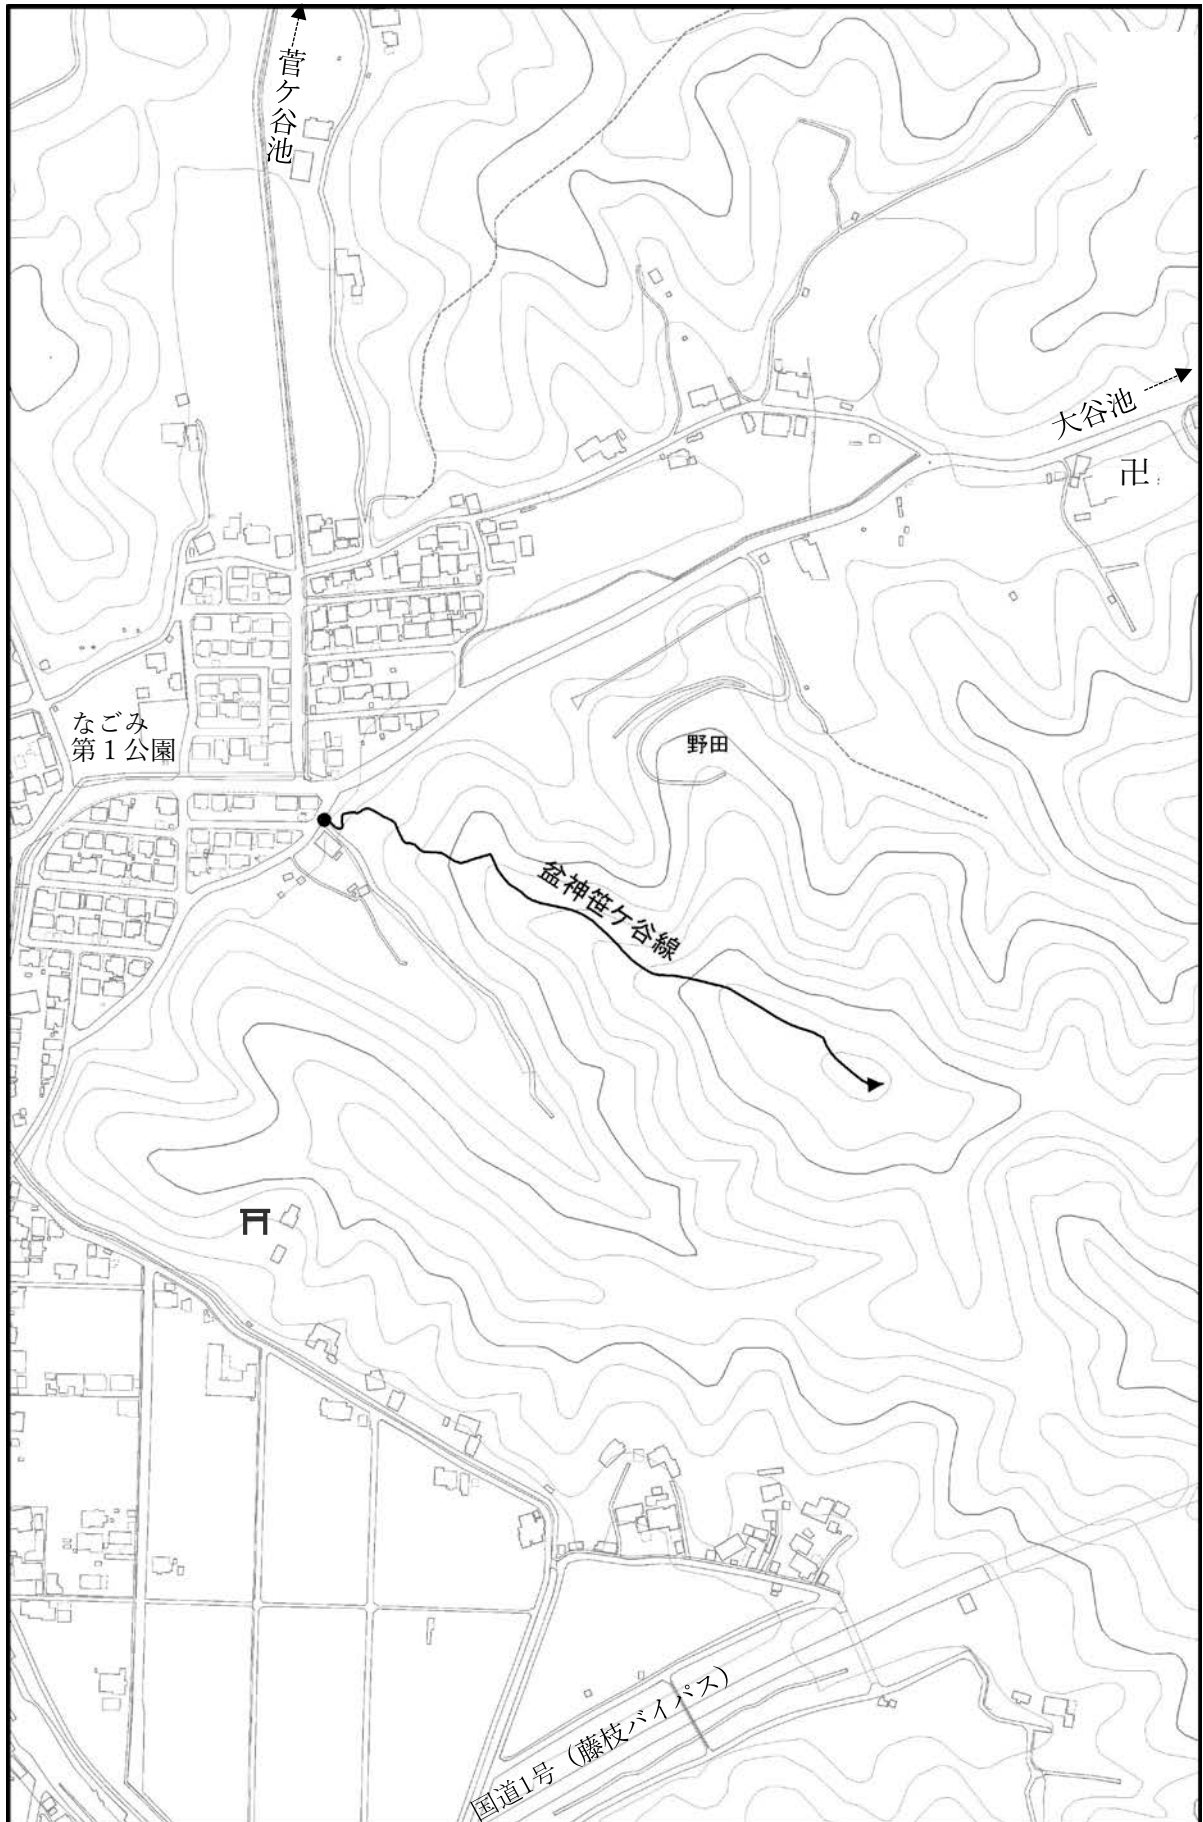 菅ケ谷池
大谷池
なごみ
第１公園
野田
盆神笹ケ谷線
国道1号（藤枝バイパス）